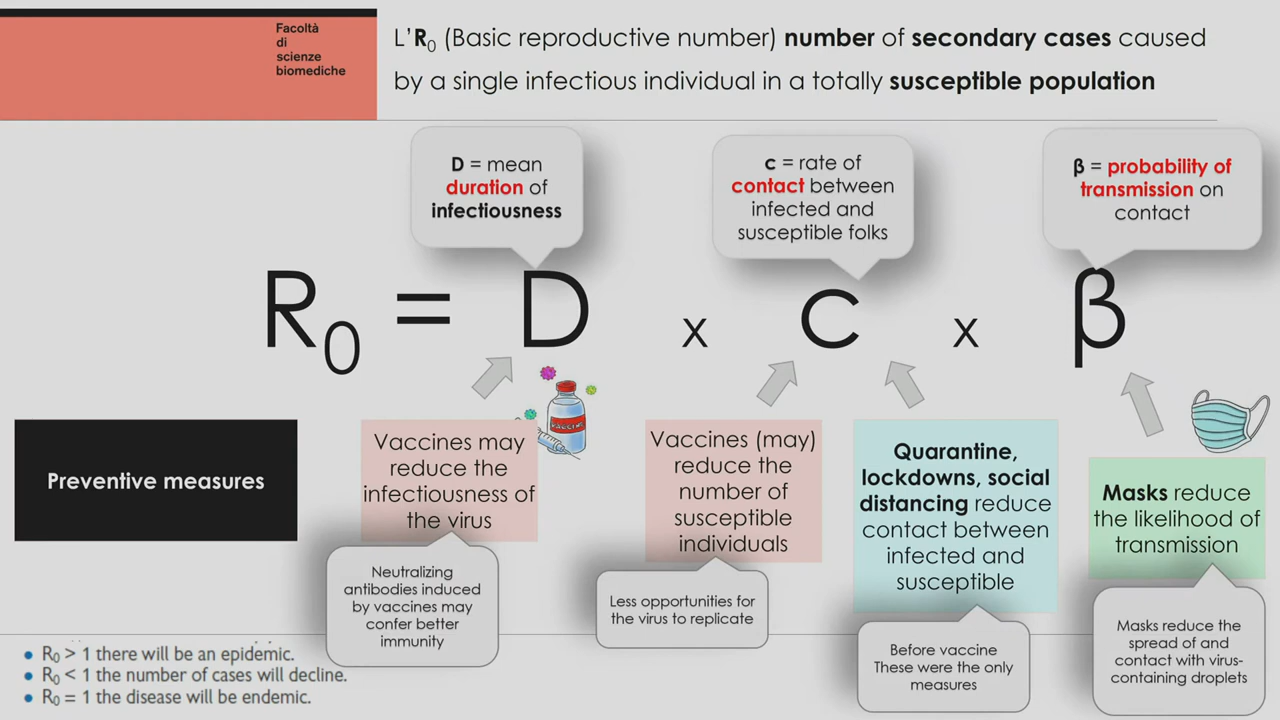 Facoltà
di
scienze
biomediche
L'R0 (Basic reproductive number) number of secondary cases caused
by a single infectious individual in a totally susceptible population
D = mean
duration of
infectiousness
c = rate of
contact between
infected and
susceptible folks
β = probability of
transmission on
contact
R0 = D x c x β
Preventive measures
Vaccines may
reduce the
infectiousness of
the virus
VACCINE
Vaccines (may)
reduce the
number of
susceptible
individuals
Quarantine,
lockdowns, social
distancing reduce
contact between
infected and
susceptible
Masks reduce
the likelihood of
transmission
Neutralizing
antibodies induced
by vaccines may
confer better
immunity
Less opportunities for
the virus to replicate
Before vaccine
These were the only
measures
Masks reduce the
spread of and
contact with virus-
containing droplets
• R0 > 1 there will be an epidemic.
• R0 < 1 the number of cases will decline.
• R0 = 1 the disease will be endemic.